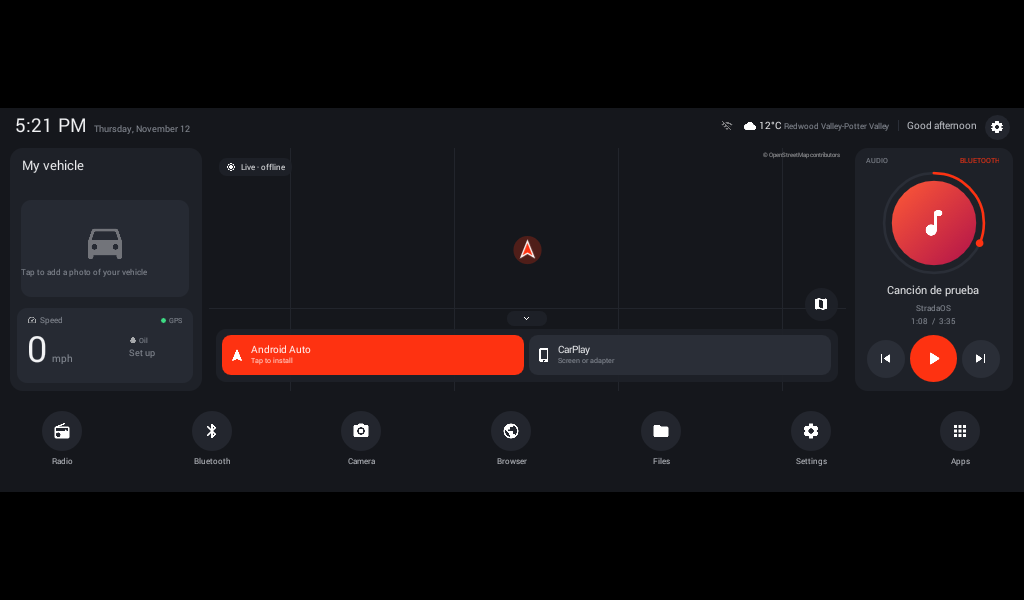 5:21 PM Thursday, November 12
12°C Redwood Valley-Potter Valley Good afternoon
My vehicle
Tap to add a photo of your vehicle
Speed GPS
0 mph
Oil
Set up
Live · offline
© OpenStreetMap contributors
Android Auto
Tap to install
CarPlay
Screen or adapter
AUDIO BLUETOOTH
Canción de prueba
StradaOS
1:08 / 3:35
Radio
Bluetooth
Camera
Browser
Files
Settings
Apps